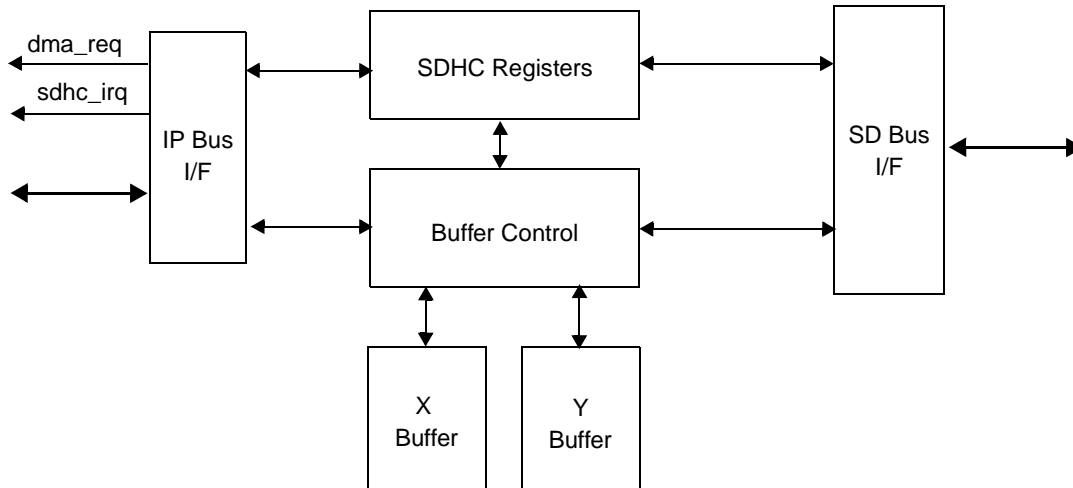 dma_req
sdhc_irq
IP Bus
I/F
SDHC Registers
Buffer Control
SD Bus
I/F
X
Buffer
Y
Buffer